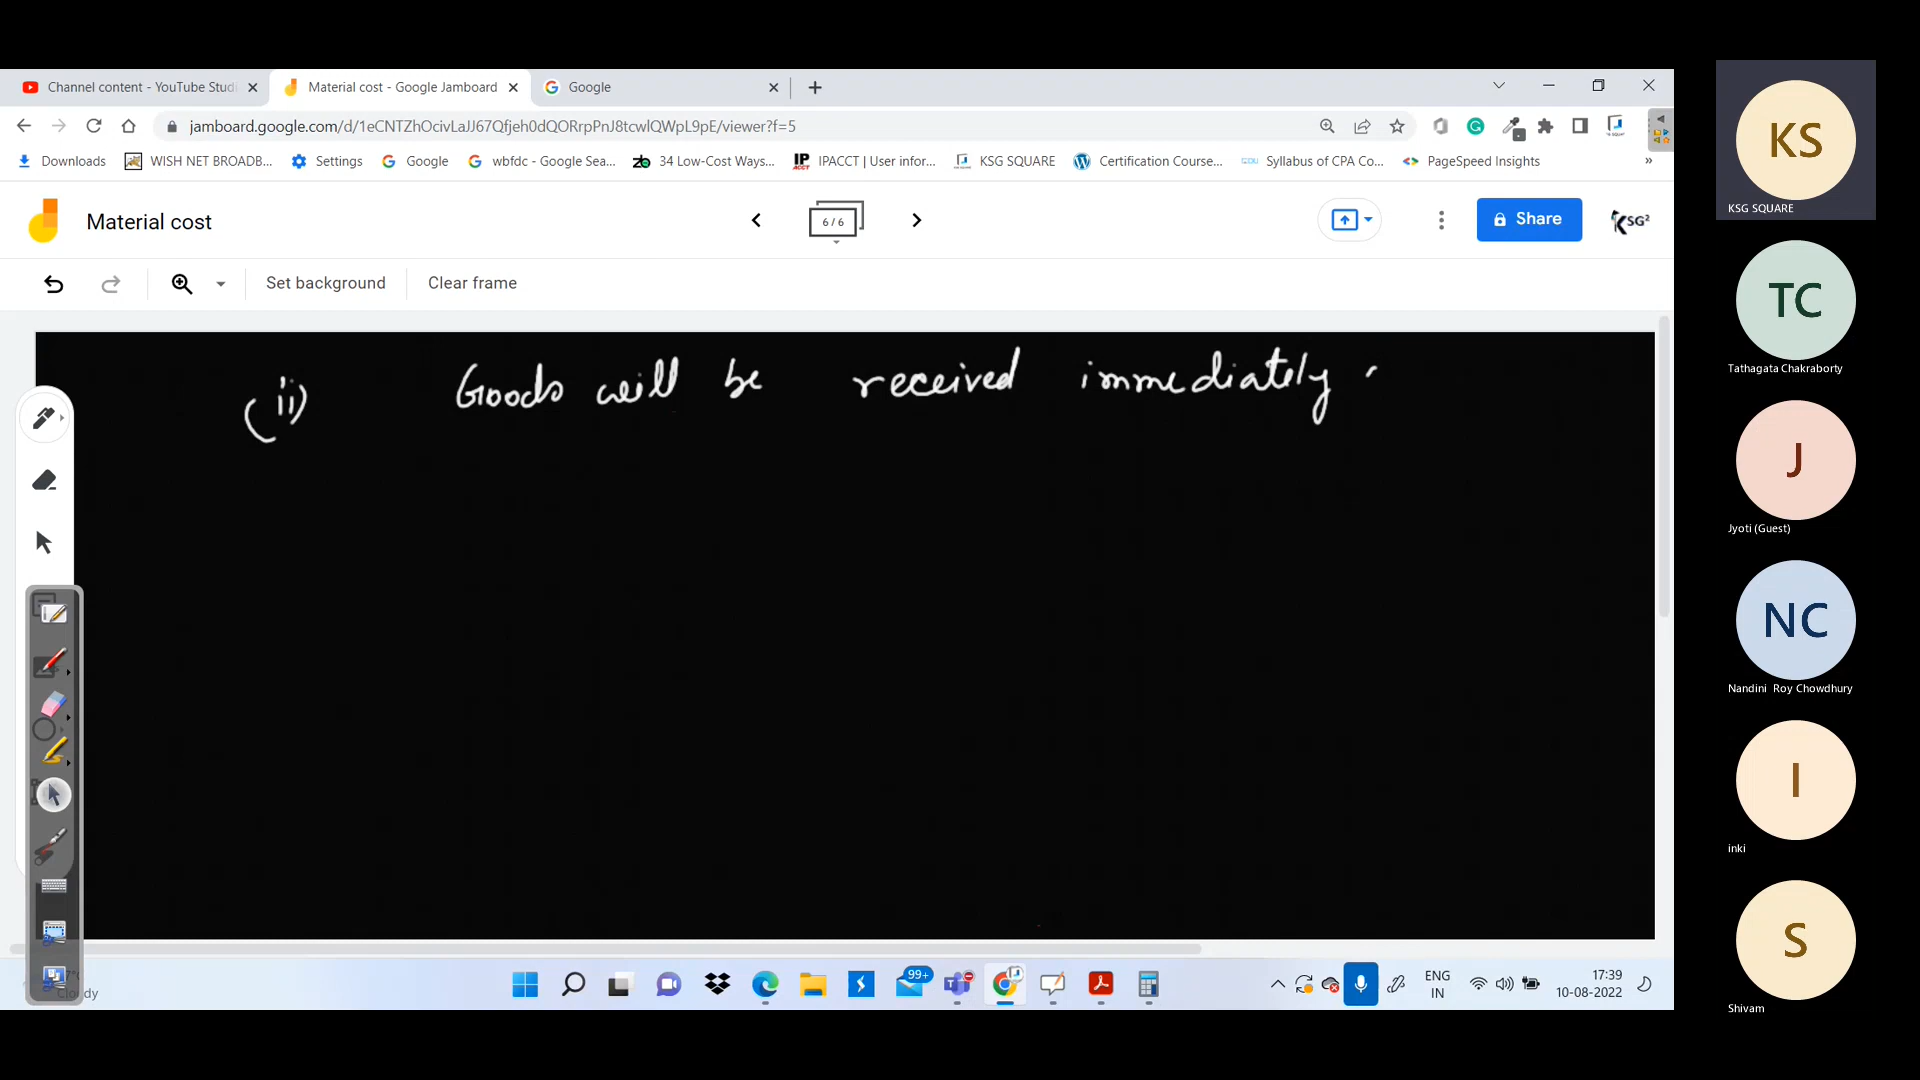 Channel content - YouTube Studi
Material cost - Google Jamboard
Google
jamboard.google.com/d/1eCNTZhOcivLaJJ67Qfjeh0dQORrpPnJ8tcwlQWpL9pE/viewer?f=5
Downloads
WISH NET BROADB...
Settings
Google
wbfdc - Google Sea...
34 Low-Cost Ways...
IPACCT | User infor...
KSG SQUARE
Certification Course...
Syllabus of CPA Co...
PageSpeed Insights
»
Material cost
6 / 6
Share
KSG²
Set background
Clear frame
(ii) Goods will be received immediately.
Cloudy
99+
ENG
IN
17:39
10-08-2022
KS
KSG SQUARE
TC
Tathagata Chakraborty
J
Jyoti (Guest)
NC
Nandini Roy Chowdhury
I
inki
S
Shivam